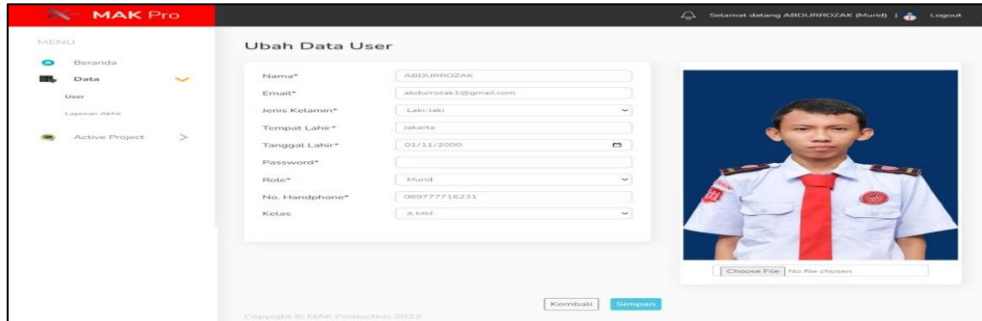 MAK Pro
Selamat datang ABDURROZAK (Murid) | Logout
MENU
Beranda
Data
User
Laporan Akhir
Active Project
Ubah Data User
Nama* ABDURROZAK
Email* abdurrozak1@gmail.com
Jenis Kelamin* Laki-laki
Tempat Lahir* Jakarta
Tanggal Lahir* 01/11/2000
Password*
Role* Murid
No. Handphone* 089777716231
Kelas X MM
Choose File No file chosen
Kembali Simpan
Copyright © MAK Production 2022